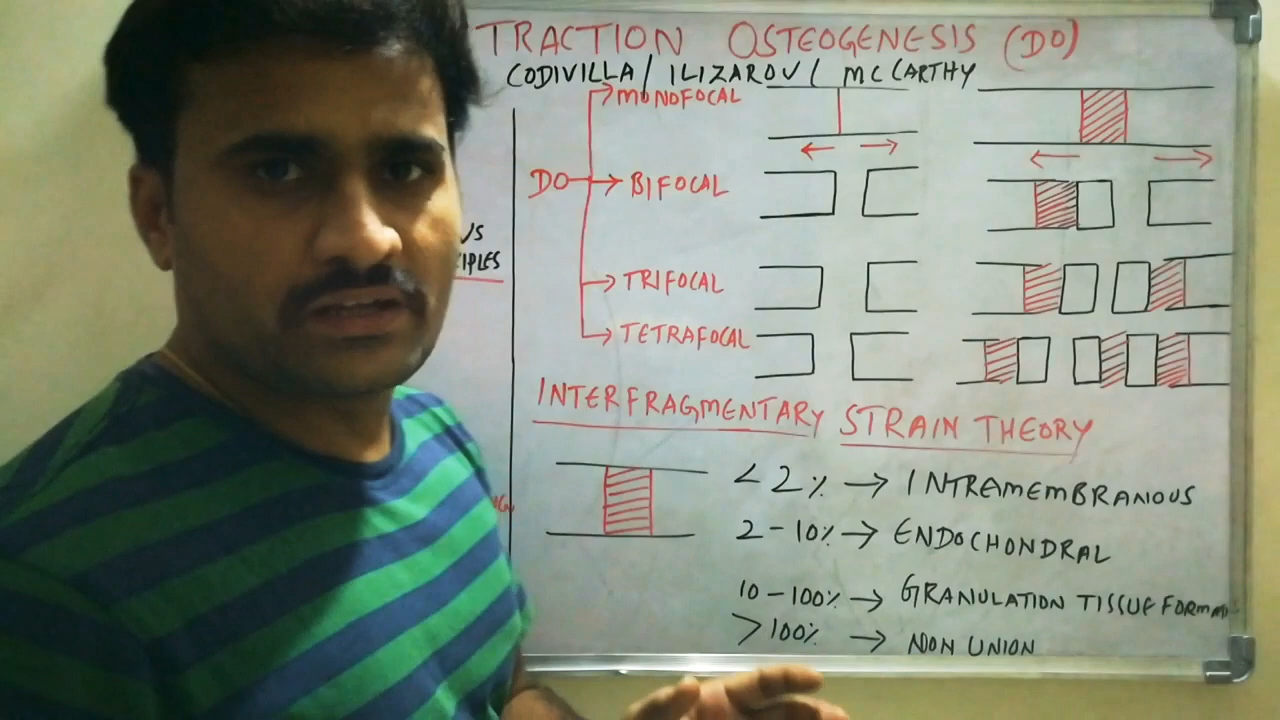 TRACTION OSTEOGENESIS (DO)
CODIVILLA / ILIZAROV / MCCARTHY
MONOFOCAL
DO
BIFOCAL
TRIFOCAL
TETRAFOCAL
INTERFRAGMENTARY STRAIN THEORY
< 2% → INTRAMEMBRANIOUS
2 - 10% → ENDOCHONDRAL
10 - 100% → GRANULATION TISSUE
> 100% → NON UNION